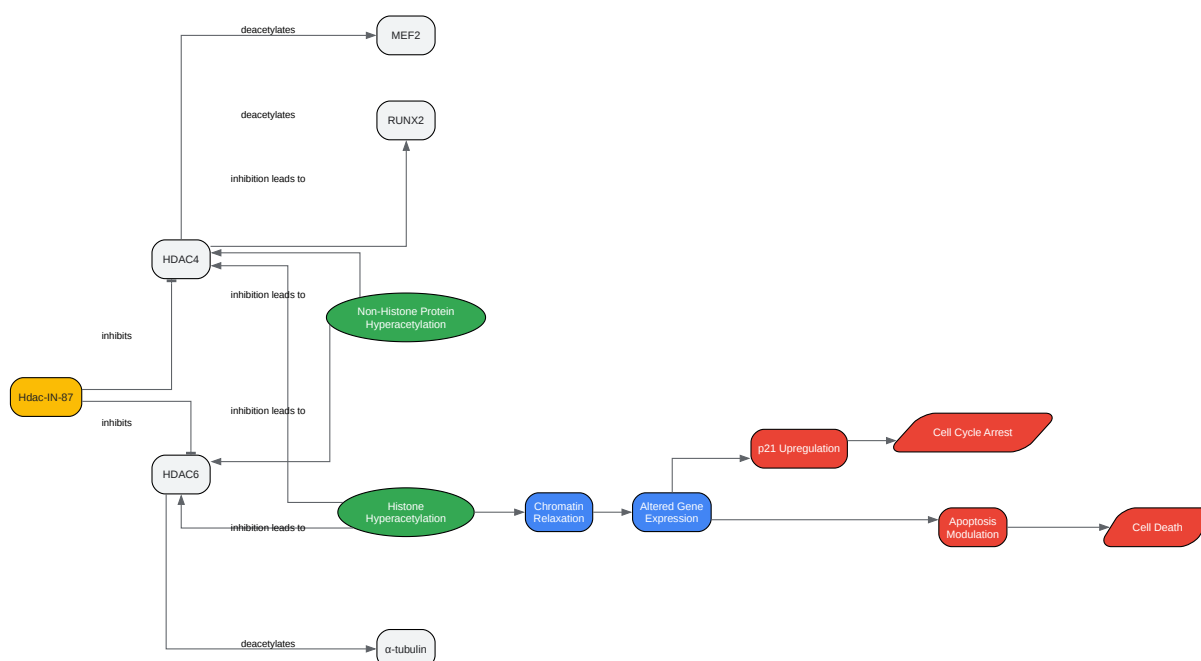 deacetylates
MEF2
deacetylates
RUNX2
inhibition leads to
HDAC4
inhibition leads to
Non-Histone Protein
Hyperacetylation
inhibits
Hdac-IN-87
inhibition leads to
inhibits
Cell Cycle Arrest
p21 Upregulation
HDAC6
Histone
Hyperacetylation
Chromatin
Relaxation
Altered Gene
Expression
inhibition leads to
Apoptosis
Modulation
Cell Death
deacetylates
α-tubulin